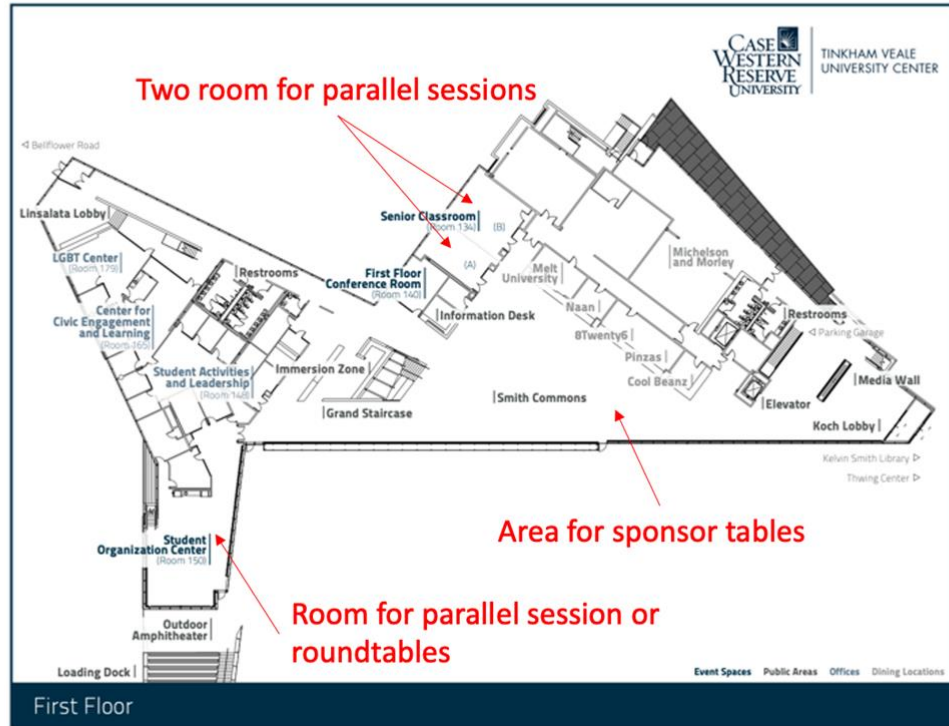 CASE
WESTERN
RESERVE
UNIVERSITY
TINKHAM VEALE
UNIVERSITY CENTER
Two room for parallel sessions
◁ Bellflower Road
Linsalata Lobby
LGBT Center
(Room 179)
Center for
Civic Engagement
and Learning
(Room 165)
Student Activities
and Leadership
(Room 148)
Restrooms
Senior Classroom
(Room 134)
(B)
(A)
First Floor
Conference Room
(Room 140)
Information Desk
Immersion Zone
Grand Staircase
Melt
University
Naan
8Twenty6
Pinzas
Cool Beanz
Michelson
and Morley
Smith Commons
Restrooms
◁ Parking Garage
Media Wall
Elevator
Koch Lobby
Kelvin Smith Library ▷
Thwing Center ▷
Area for sponsor tables
Student
Organization Center
(Room 150)
Room for parallel session or
roundtables
Outdoor
Amphitheater
Loading Dock
Event Spaces Public Areas Offices Dining Locations
First Floor